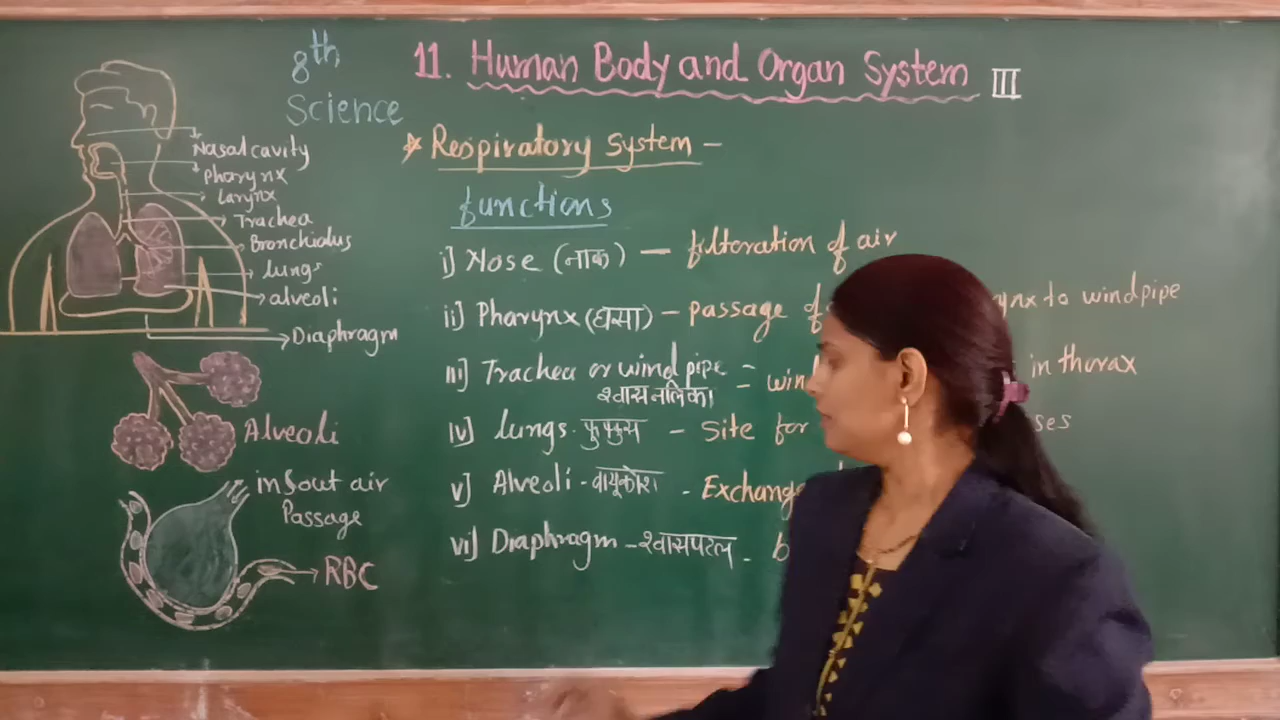 8th
Science
11. Human Body and Organ System III
* Respiratory System -
functions
i] Nose (नाक) — filteration of air
ii] Pharynx (घसा) - passage of ynx to windpipe
iii] Trachea or wind pipe = in thorax
श्वासनलिका =
iv] lungs - फुफ्फुस - Site for ses
v] Alveoli - वायूकोश - Exchange
vi] Diaphragm - श्वासपटल - b
Nasal cavity
Pharynx
Larynx
Trachea
Bronchiolus
lungs
alveoli
Diaphragm
Alveoli
in & out air
Passage
RBC